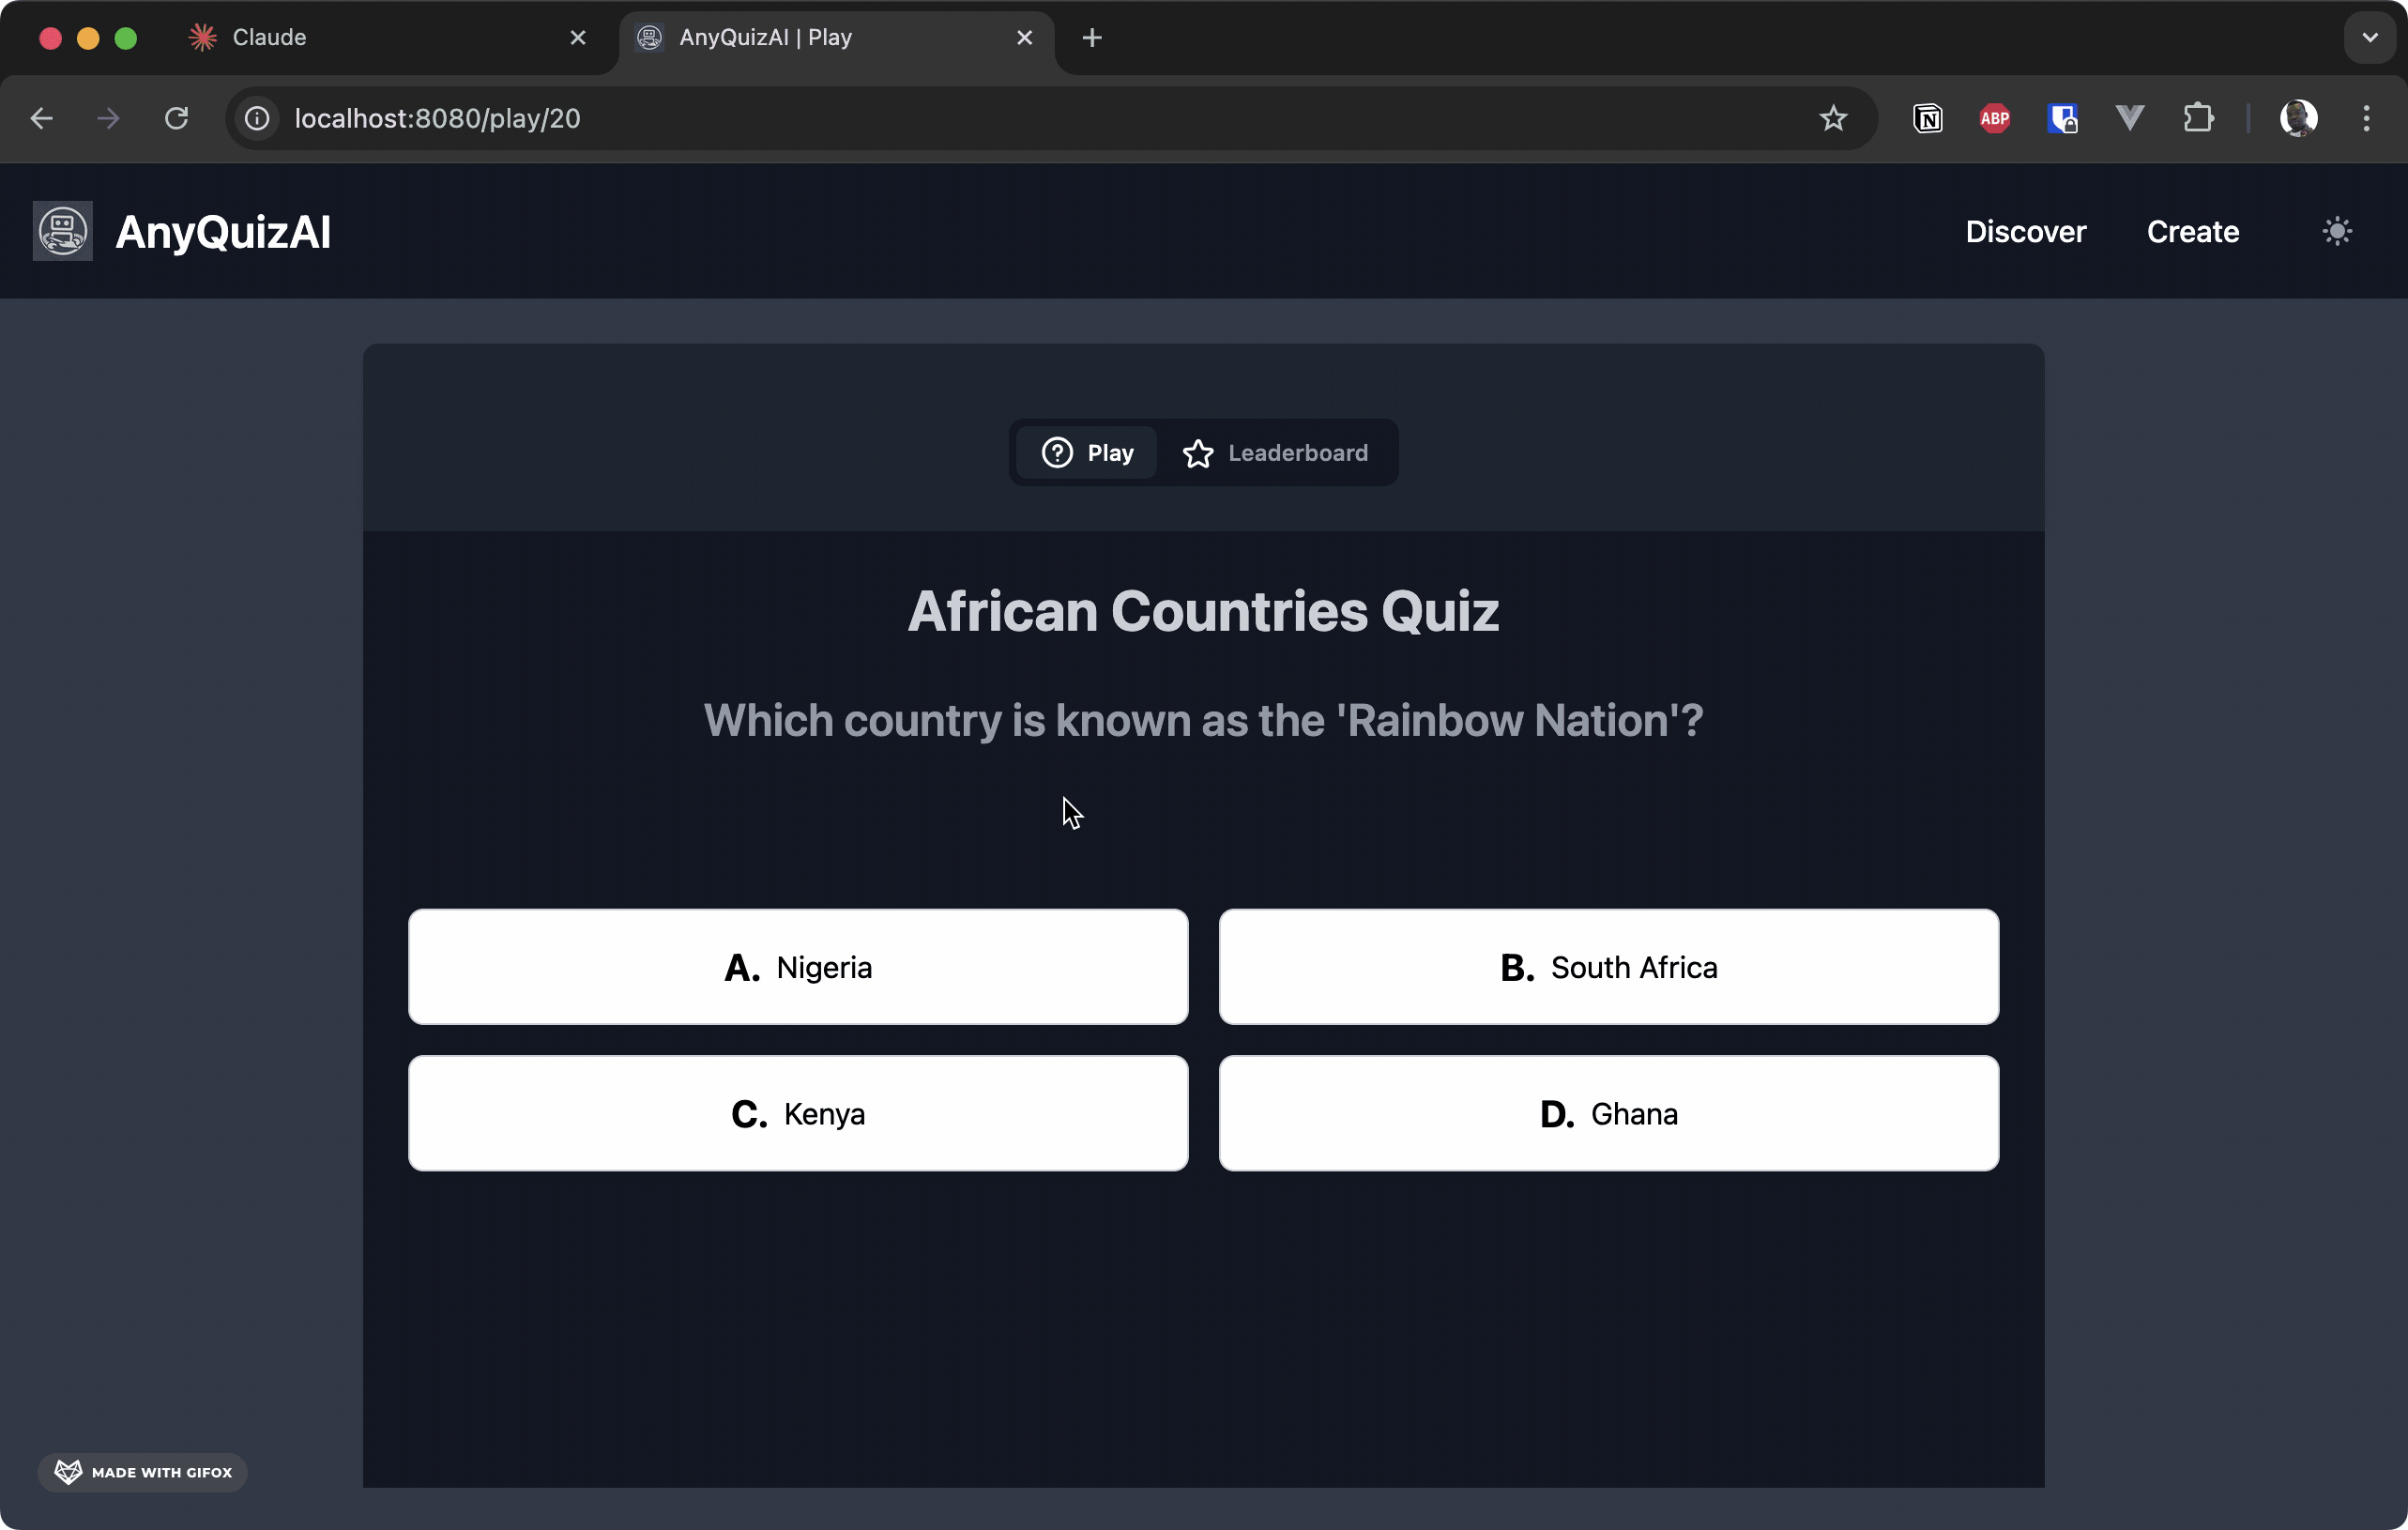 Claude
AnyQuizAI | Play
localhost:8080/play/20
N
ABP
AnyQuizAI
Discover
Create
Play
Leaderboard
African Countries Quiz
Which country is known as the 'Rainbow Nation'?
A. Nigeria
B. South Africa
C. Kenya
D. Ghana
MADE WITH GIFOX